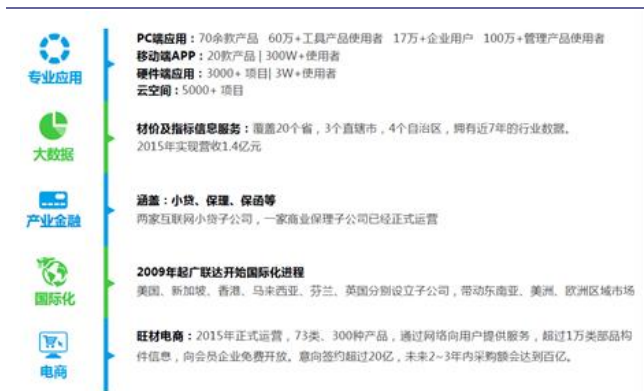 专业应用
PC端应用：70余款产品 60万+工具产品使用者 17万+企业用户 100万+管理产品使用者
移动端APP：20款产品 | 300W+使用者
硬件端应用：3000+ 项目| 3W+使用者
云空间：5000+ 项目
大数据
材价及指标信息服务：覆盖20个省，3个直辖市，4个自治区，拥有近7年的行业数据。
2015年实现营收1.4亿元
产业金融
涵盖：小贷、保理、保函等
两家互联网小贷子公司，一家商业保理子公司已经正式运营
国际化
2009年起广联达开始国际化进程
美国、新加坡、香港、马来西亚、芬兰、英国分别设立子公司，带动东南亚、美洲、欧洲区域市场
电商
旺材电商：2015年正式运营，73类、300种产品，通过网络向用户提供服务，超过1万类部品构
件信息，向会员企业免费开放。意向签约超过20亿，未来2~3年内采购额会达到百亿。